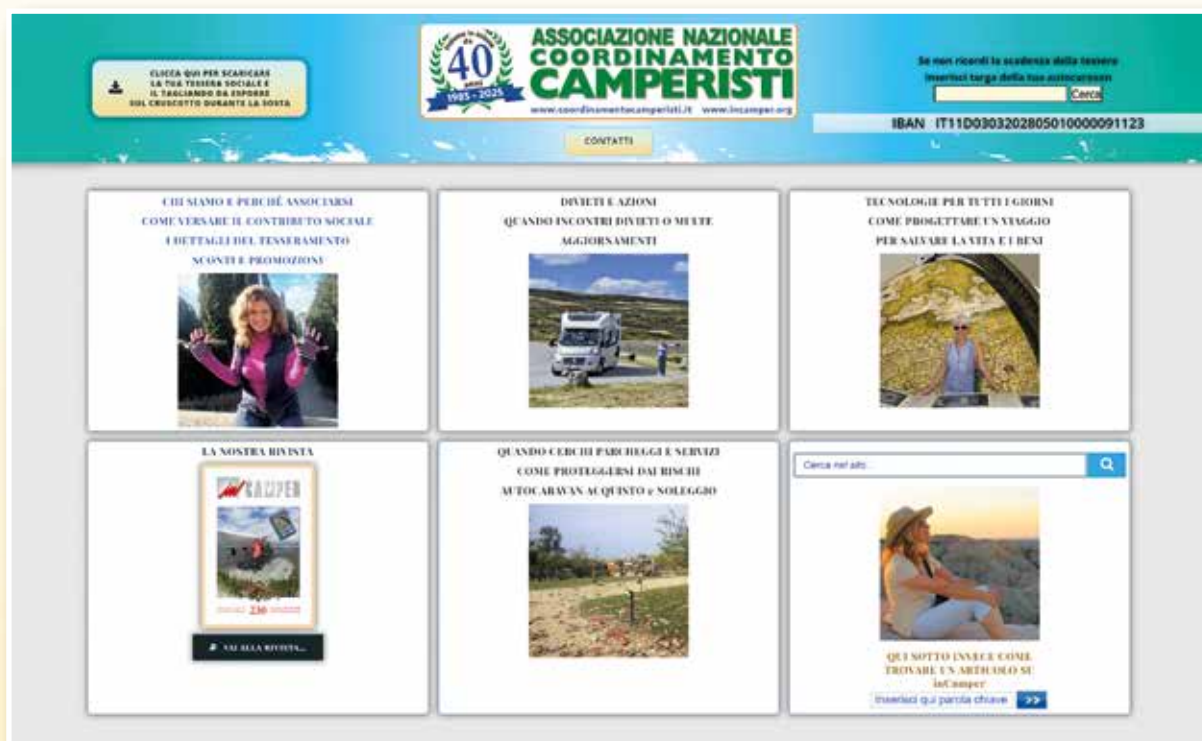 CLICCA QUI PER SCARICARE
LA TUA TESSERA SOCIALE E
IL TAGLIANDO DA ESPORRE
SUL CRUSCOTTO DURANTE LA SOSTA
40
anni
1985 - 2025
ASSOCIAZIONE NAZIONALE
COORDINAMENTO
CAMPERISTI
www.coordinamentocamperisti.it www.incamper.org
CONTATTI
Se non ricordi la scadenza della tessera
inserisci targa della tua autocaravan
Cerca
IBAN IT11D0303202805010000091123
CHI SIAMO E PERCHÉ ASSOCIARSI
COME VERSARE IL CONTRIBUTO SOCIALE
I DETTAGLI DEL TESSERAMENTO
SCONTI E PROMOZIONI
DIVIETI E AZIONI
QUANDO INCONTRI DIVIETI O MULTE
AGGIORNAMENTI
TECNOLOGIE PER TUTTI I GIORNI
COME PROGETTARE UN VIAGGIO
PER SALVARE LA VITA E I BENI
LA NOSTRA RIVISTA
CAMPER
236
VAI ALLA RIVISTA...
QUANDO CERCHI PARCHEGGI E SERVIZI
COME PROTEGGERSI DAI RISCHI
AUTOCARAVAN ACQUISTO e NOLEGGIO
Cerca nel sito...
QUI SOTTO INVECE COME
TROVARE UN ARTICOLO SU
inCamper
Inserisci qui parola chiave >>